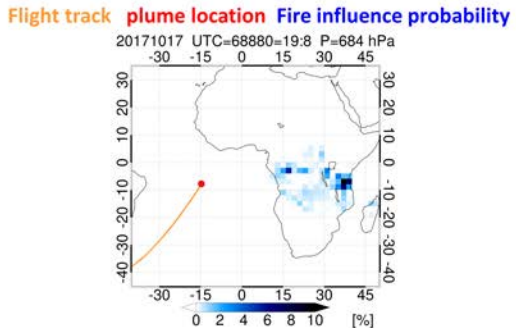 Flight track plume location Fire influence probability
20171017 UTC=68880=19:8 P=684 hPa
-30 -15 0 15 30 45
30 30
20 20
10 10
0 0
-10 -10
-20 -20
-30 -30
-40 -40
-30 -15 0 15 30 45
0 2 4 6 8 10 [%]